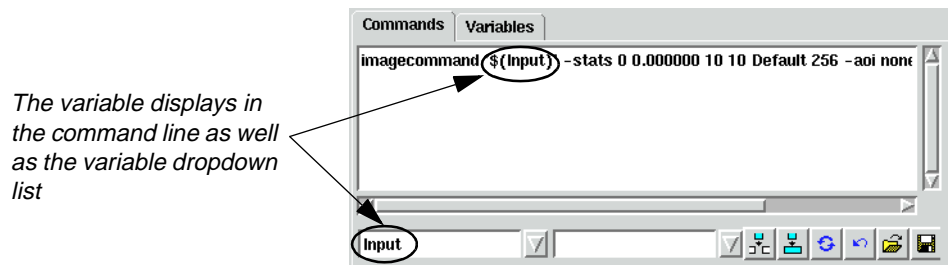 Commands Variables
imagecommand $(Input) -stats 0 0.000000 10 10 Default 256 -aoi none
The variable displays in
the command line as well
as the variable dropdown
list
Input